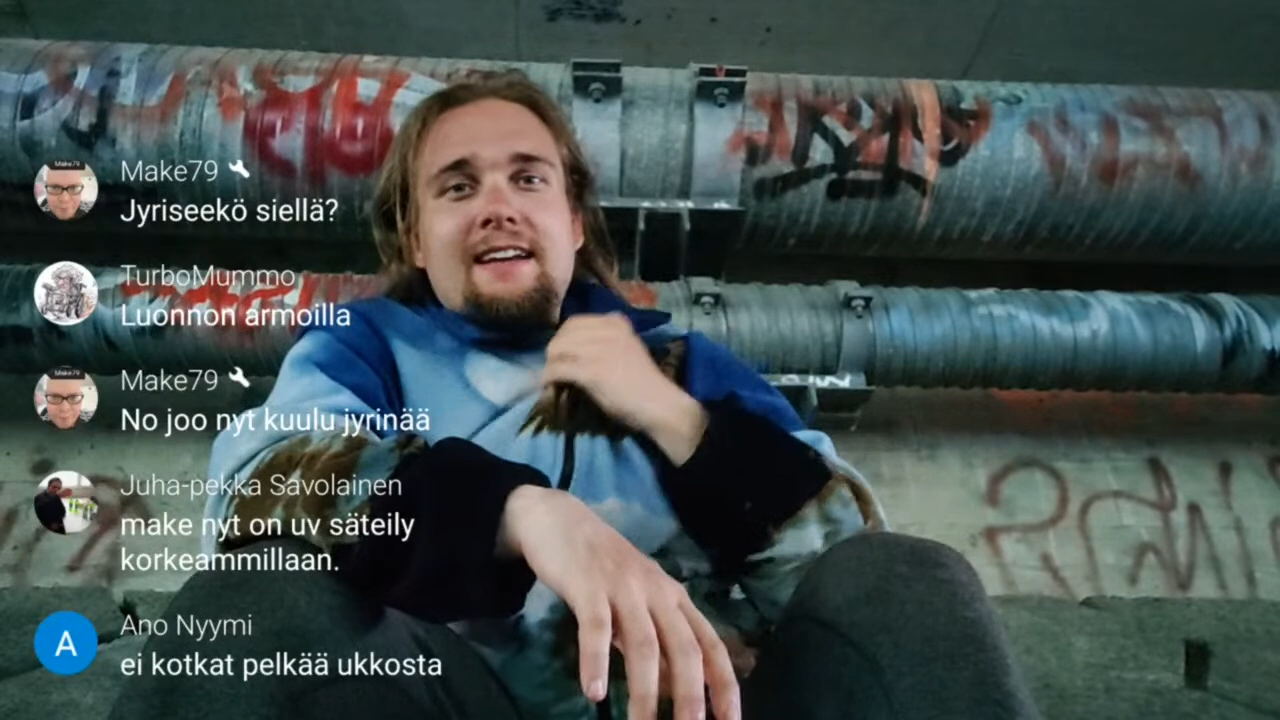 Make79
Jyriseekö siellä?
TurboMummo
Luonnon armoilla
Make79
No joo nyt kuulu jyrinää
Juha-pekka Savolainen
make nyt on uv säteily
korkeammillaan.
A
Ano Nyymi
ei kotkat pelkää ukkosta